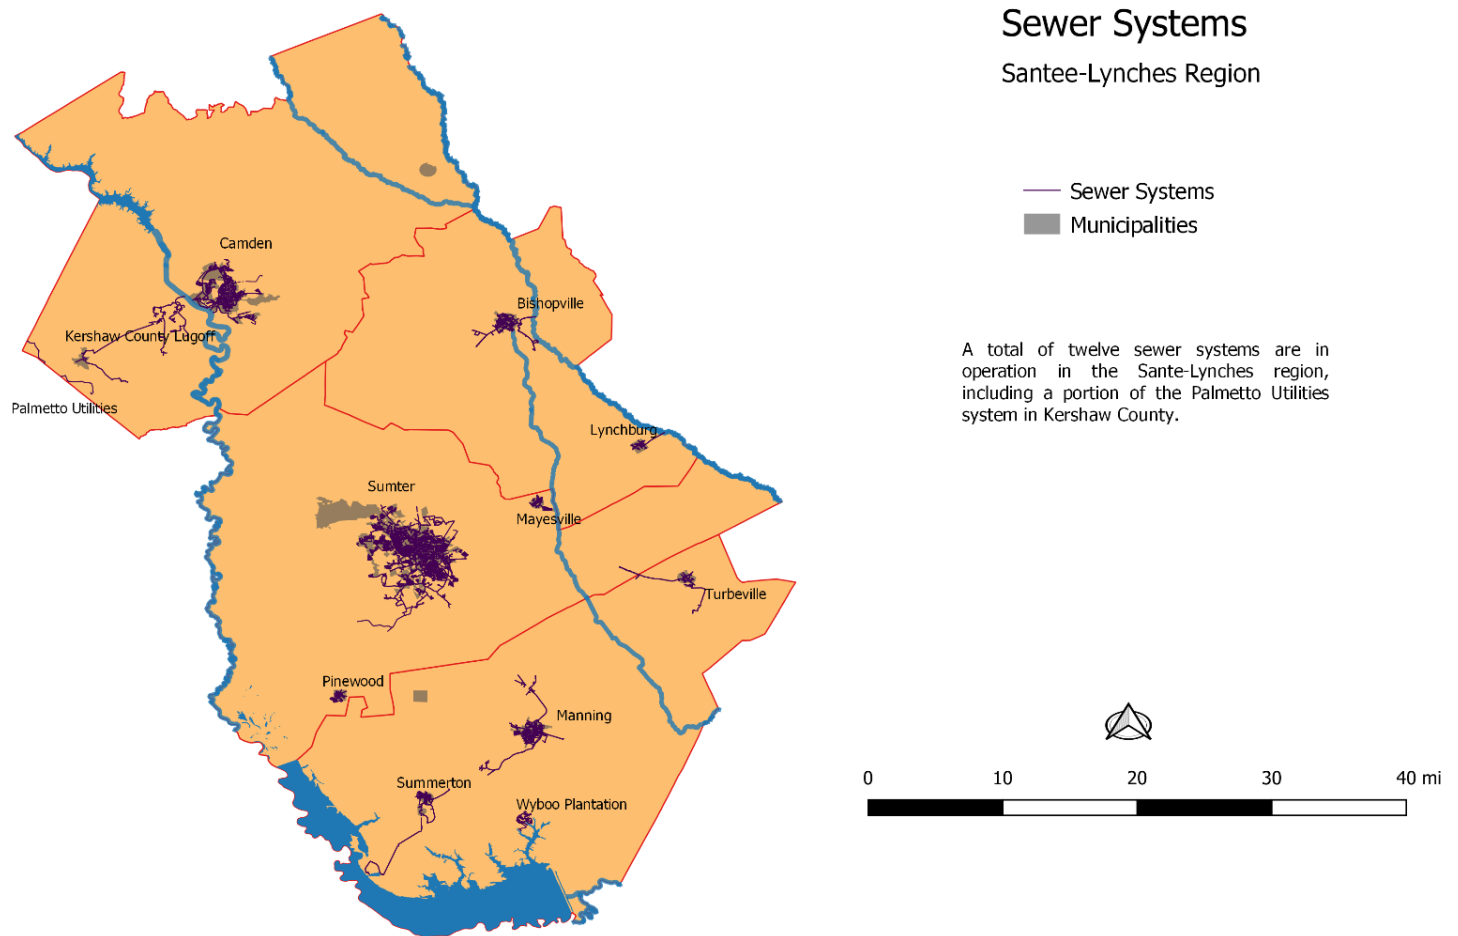 Sewer Systems
Santee-Lynches Region
Sewer Systems
Municipalities
A total of twelve sewer systems are in
operation in the Sante-Lynches region,
including a portion of the Palmetto Utilities
system in Kershaw County.
Camden
Bishopville
Kershaw County Lugoff
Palmetto Utilities
Lynchburg
Sumter
Mayesville
Turbeville
Pinewood
Manning
Summerton
Wyboo Plantation
0 10 20 30 40 mi